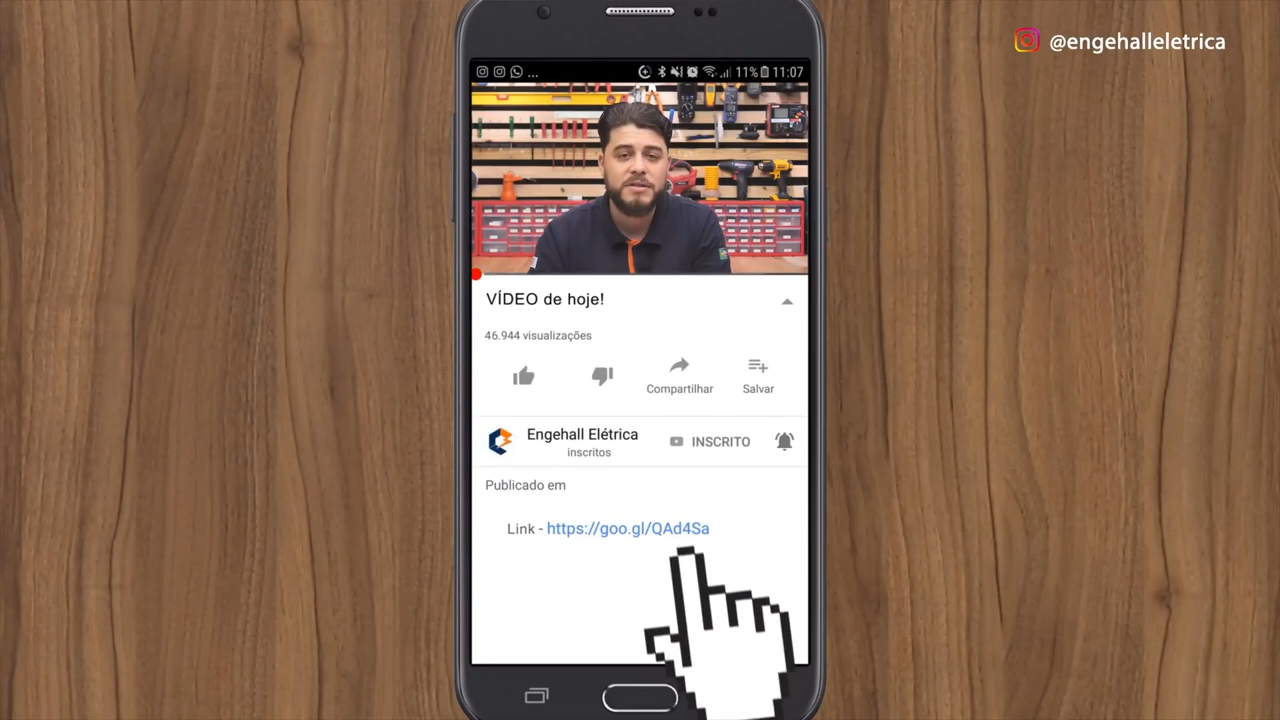 @engehalleletrica
... 11% 11:07
VÍDEO de hoje!
46.944 visualizações
Compartilhar Salvar
Engehall Elétrica
inscritos
INSCRITO
Publicado em
Link - https://goo.gl/QAd4Sa